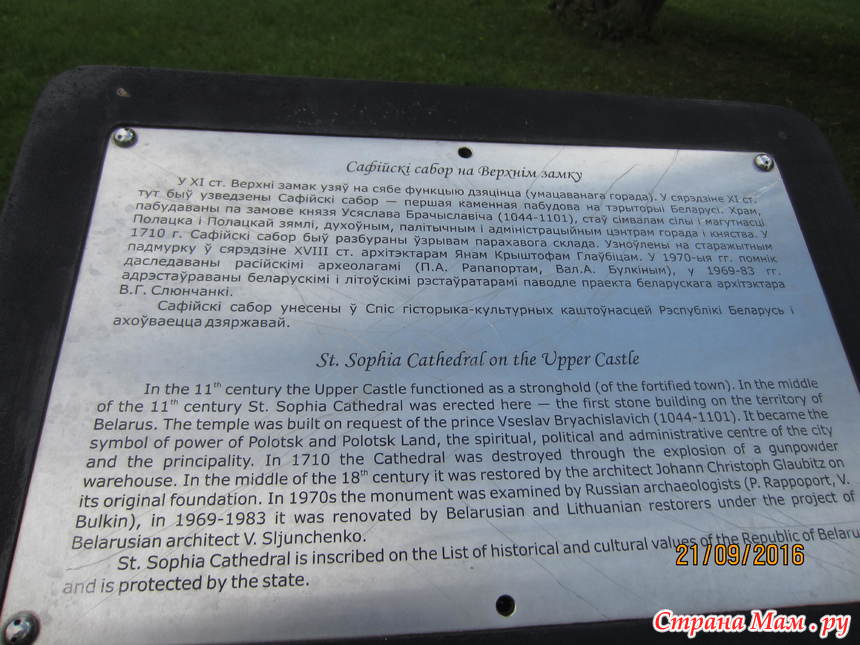 Сафійскі сабор на Верхнім замку
У XI ст. Верхні замак узяў на сябе функцыю дзяцінца (умацаванага горада). У сярэдзіне XI ст.
тут быў узведзены Сафійскі сабор — першая каменная пабудова на тэрыторыі Беларусі. Храм,
пабудаваны па замове князя Усяслава Брачыславіча (1044-1101), стаў сімвалам сілы і магутнасці
Полацка і Полацкай зямлі, духоўным, палітычным і адміністрацыйным цэнтрам горада і княства. У
1710 г. Сафійскі сабор быў разбураны ўзрывам парахавога склада. Узноўлены на старажытным
падмурку ў сярэдзіне XVIII ст. архітэктарам Янам Крыштофам Глаўбіцам. У 1970-ыя гг. помнік
даследаваны расійскімі археолагамі (П.А. Рапапортам, Вал.А. Булкіным), у 1969-83 гг.
адрэстаўраваны беларускімі і літоўскімі рэстаўратарамі паводле праекта беларускага архітэктара
В.Г. Слюнчанкі.
Сафійскі сабор унесены ў Спіс гісторыка-культурных каштоўнасцей Рэспублікі Беларусь і
ахоўваецца дзяржавай.
St. Sophia Cathedral on the Upper Castle
In the 11th century the Upper Castle functioned as a stronghold (of the fortified town). In the middle
of the 11th century St. Sophia Cathedral was erected here — the first stone building on the territory of
Belarus. The temple was built on request of the prince Vseslav Bryachislavich (1044-1101). It became the
symbol of power of Polotsk and Polotsk Land, the spiritual, political and administrative centre of the city
and the principality. In 1710 the Cathedral was destroyed through the explosion of a gunpowder
warehouse. In the middle of the 18th century it was restored by the architect Johann Christoph Glaubitz on
its original foundation. In 1970s the monument was examined by Russian archaeologists (P. Rappoport, V.
Bulkin), in 1969-1983 it was renovated by Belarusian and Lithuanian restorers under the project of
Belarusian architect V. Sljunchenko.
St. Sophia Cathedral is inscribed on the List of historical and cultural values of the Republic of Belaru
and is protected by the state.
21/09/2016
Страна Мам.ру